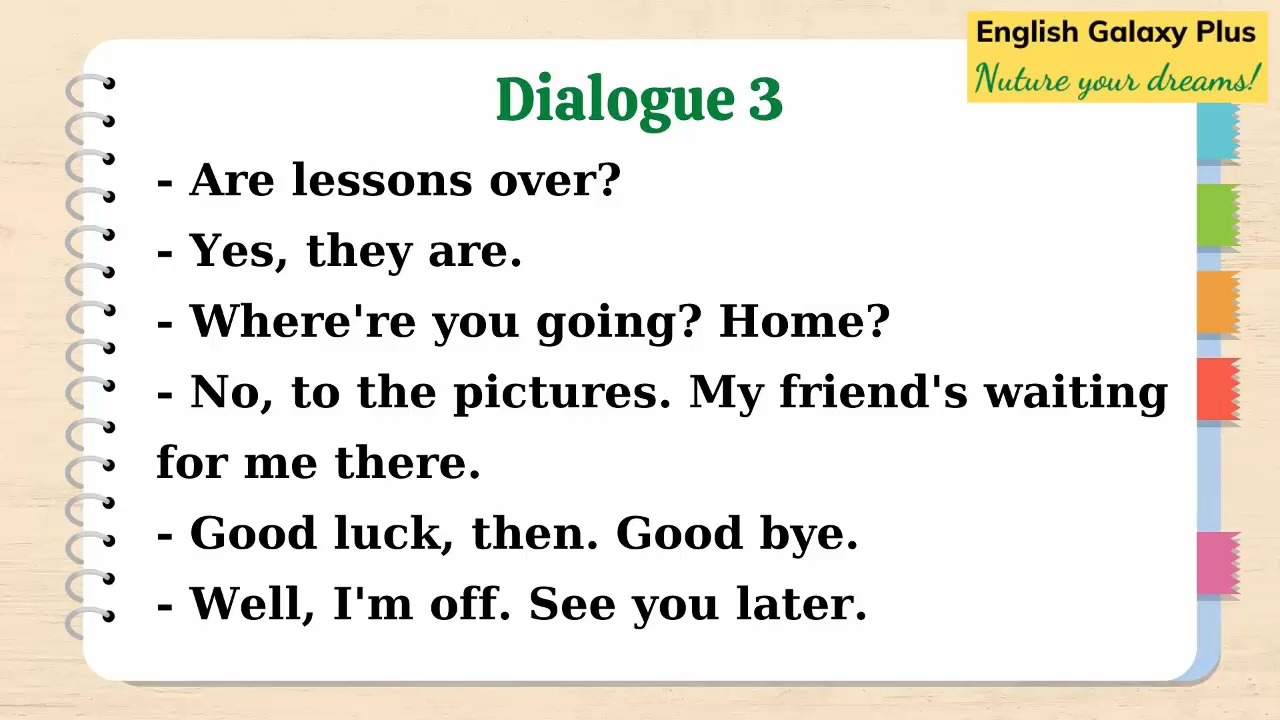 English Galaxy Plus
Nuture your dreams!
Dialogue 3
- Are lessons over?
- Yes, they are.
- Where're you going? Home?
- No, to the pictures. My friend's waiting
for me there.
- Good luck, then. Good bye.
- Well, I'm off. See you later.